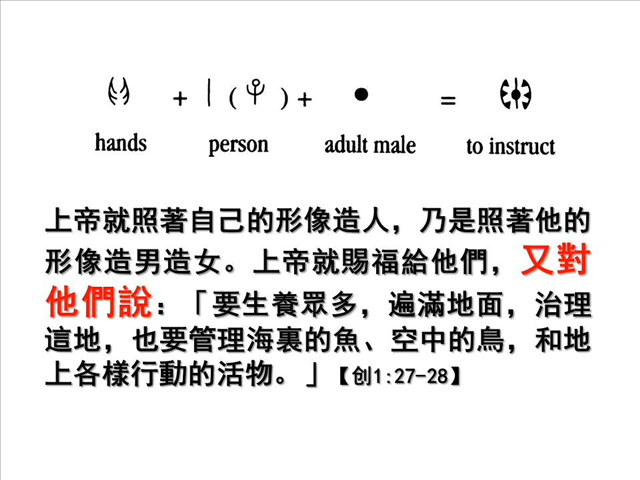 + | ( ) + ● =
hands person adult male to instruct
上帝就照著自己的形像造人，乃是照著他的
形像造男造女。上帝就賜福給他們，又對
他們說：「要生養眾多，遍滿地面，治理
這地，也要管理海裏的魚、空中的鳥，和地
上各樣行動的活物。」【创1:27-28】